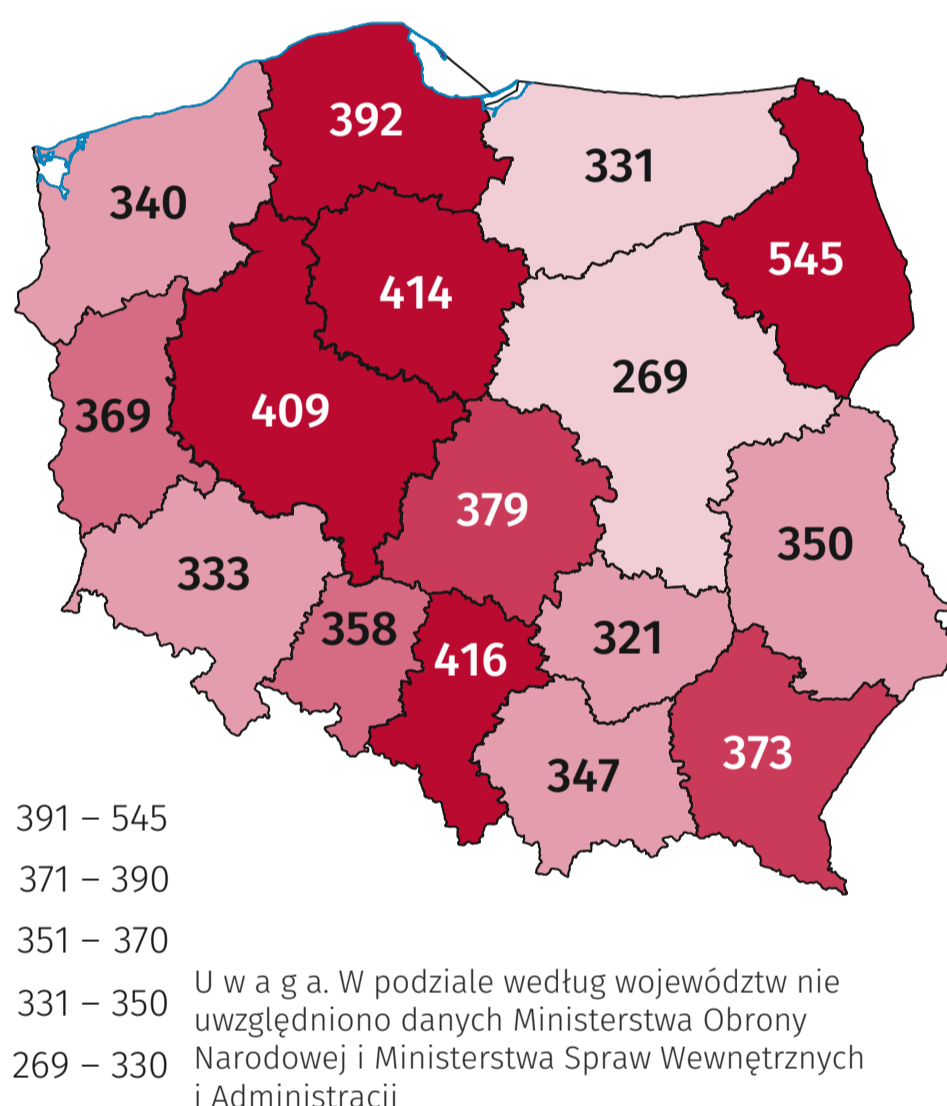 392
331
340
545
414
269
409
369
379
350
333
358
321
416
373
347
391 – 545
371 – 390
351 – 370
331 – 350
269 – 330
U w a g a. W podziale według województw nie
uwzględniono danych Ministerstwa Obrony
Narodowej i Ministerstwa Spraw Wewnętrznych
i Administracji